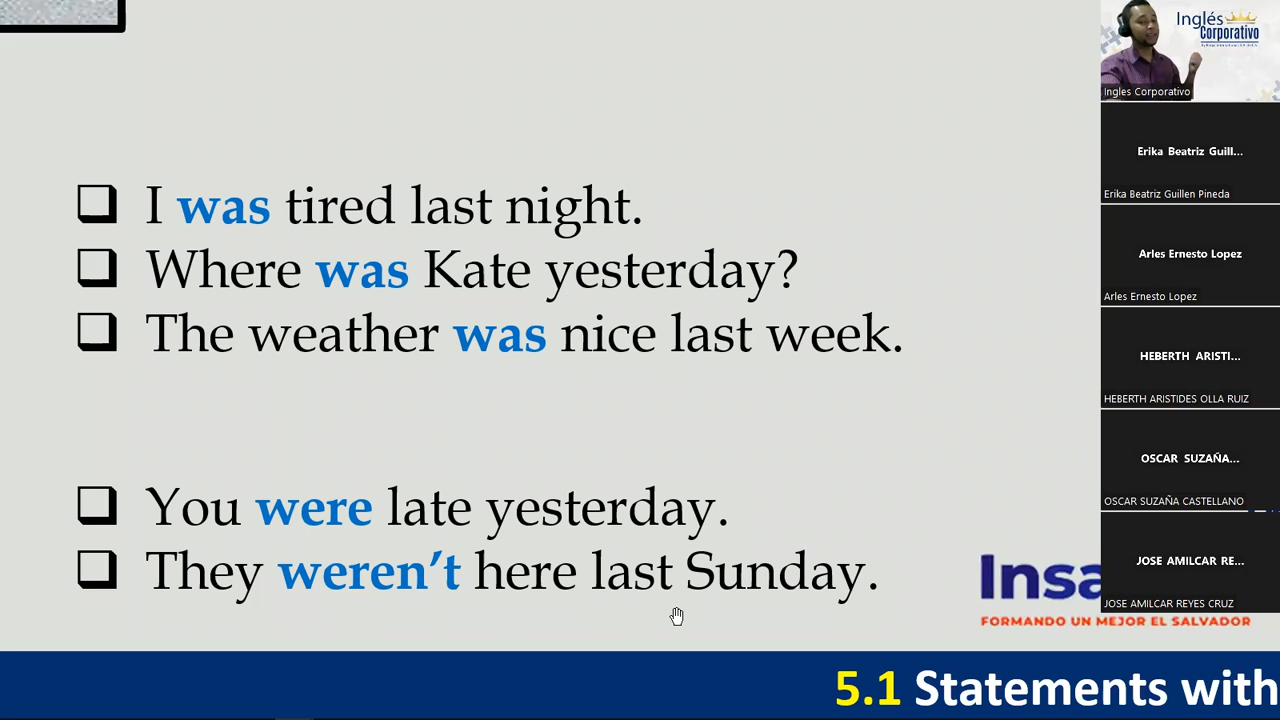 I was tired last night.
Where was Kate yesterday?
The weather was nice last week.
You were late yesterday.
They weren't here last Sunday.
Insa
FORMANDO UN MEJOR EL SALVADOR
5.1 Statements with
Inglés
Corporativo
Ingles Corporativo
Erika Beatriz Guill...
Erika Beatriz Guillen Pineda
Arles Ernesto Lopez
Arles Ernesto Lopez
HEBERTH ARISTI...
HEBERTH ARISTIDES OLLA RUIZ
OSCAR SUZAÑA...
OSCAR SUZAÑA CASTELLANO
JOSE AMILCAR RE...
JOSE AMILCAR REYES CRUZ